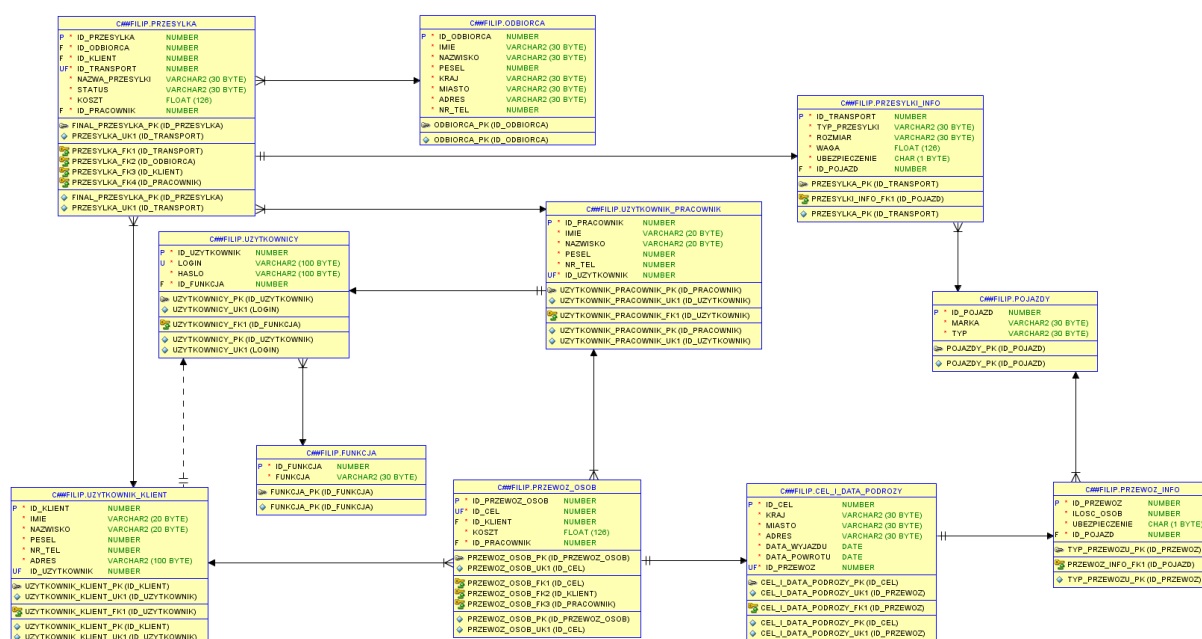 C##FILIP.PRZESYLKA
P * ID_PRZESYLKA NUMBER
F * ID_ODBIORCA NUMBER
F * ID_KLIENT NUMBER
UF* ID_TRANSPORT NUMBER
* NAZWA_PRZESYLKI VARCHAR2 (30 BYTE)
* STATUS VARCHAR2 (30 BYTE)
* KOSZT FLOAT (126)
F * ID_PRACOWNIK NUMBER
FINAL_PRZESYLKA_PK (ID_PRZESYLKA)
PRZESYLKA_UK1 (ID_TRANSPORT)
PRZESYLKA_FK1 (ID_TRANSPORT)
PRZESYLKA_FK2 (ID_ODBIORCA)
PRZESYLKA_FK3 (ID_KLIENT)
PRZESYLKA_FK4 (ID_PRACOWNIK)
FINAL_PRZESYLKA_PK (ID_PRZESYLKA)
PRZESYLKA_UK1 (ID_TRANSPORT)
C##FILIP.ODBIORCA
P * ID_ODBIORCA NUMBER
* IMIE VARCHAR2 (30 BYTE)
* NAZWISKO VARCHAR2 (30 BYTE)
* PESEL NUMBER
* KRAJ VARCHAR2 (30 BYTE)
* MIASTO VARCHAR2 (30 BYTE)
* ADRES VARCHAR2 (30 BYTE)
* NR_TEL NUMBER
ODBIORCA_PK (ID_ODBIORCA)
ODBIORCA_PK (ID_ODBIORCA)
C##FILIP.PRZESYLKI_INFO
P * ID_TRANSPORT NUMBER
* TYP_PRZESYLKI VARCHAR2 (30 BYTE)
* ROZMIAR VARCHAR2 (30 BYTE)
* WAGA FLOAT (126)
* UBEZPIECZENIE CHAR (1 BYTE)
F * ID_POJAZD NUMBER
PRZESYLKA_PK (ID_TRANSPORT)
PRZESYLKI_INFO_FK1 (ID_POJAZD)
PRZESYLKA_PK (ID_TRANSPORT)
C##FILIP.UZYTKOWNIK_PRACOWNIK
P * ID_PRACOWNIK NUMBER
* IMIE VARCHAR2 (20 BYTE)
* NAZWISKO VARCHAR2 (20 BYTE)
* PESEL NUMBER
* NR_TEL NUMBER
UF* ID_UZYTKOWNIK NUMBER
UZYTKOWNIK_PRACOWNIK_PK (ID_PRACOWNIK)
UZYTKOWNIK_PRACOWNIK_UK1 (ID_UZYTKOWNIK)
UZYTKOWNIK_PRACOWNIK_FK1 (ID_UZYTKOWNIK)
UZYTKOWNIK_PRACOWNIK_PK (ID_PRACOWNIK)
UZYTKOWNIK_PRACOWNIK_UK1 (ID_UZYTKOWNIK)
C##FILIP.UZYTKOWNICY
P * ID_UZYTKOWNIK NUMBER
U * LOGIN VARCHAR2 (100 BYTE)
* HASLO VARCHAR2 (100 BYTE)
F * ID_FUNKCJA NUMBER
UZYTKOWNICY_PK (ID_UZYTKOWNIK)
UZYTKOWNICY_UK1 (LOGIN)
UZYTKOWNICY_FK1 (ID_FUNKCJA)
UZYTKOWNICY_PK (ID_UZYTKOWNIK)
UZYTKOWNICY_UK1 (LOGIN)
C##FILIP.POJAZDY
P * ID_POJAZD NUMBER
* MARKA VARCHAR2 (30 BYTE)
* TYP VARCHAR2 (30 BYTE)
POJAZDY_PK (ID_POJAZD)
POJAZDY_PK (ID_POJAZD)
C##FILIP.FUNKCJA
P * ID_FUNKCJA NUMBER
* FUNKCJA VARCHAR2 (30 BYTE)
FUNKCJA_PK (ID_FUNKCJA)
FUNKCJA_PK (ID_FUNKCJA)
C##FILIP.UZYTKOWNIK_KLIENT
P * ID_KLIENT NUMBER
* IMIE VARCHAR2 (20 BYTE)
* NAZWISKO VARCHAR2 (20 BYTE)
* PESEL NUMBER
* NR_TEL NUMBER
* ADRES VARCHAR2 (100 BYTE)
UF ID_UZYTKOWNIK NUMBER
UZYTKOWNIK_KLIENT_PK (ID_KLIENT)
UZYTKOWNIK_KLIENT_UK1 (ID_UZYTKOWNIK)
UZYTKOWNIK_KLIENT_FK1 (ID_UZYTKOWNIK)
UZYTKOWNIK_KLIENT_PK (ID_KLIENT)
UZYTKOWNIK_KLIENT_UK1 (ID_UZYTKOWNIK)
C##FILIP.PRZEWOZ_OSOB
P * ID_PRZEWOZ_OSOB NUMBER
UF* ID_CEL NUMBER
F * ID_KLIENT NUMBER
* KOSZT FLOAT (126)
F * ID_PRACOWNIK NUMBER
PRZEWOZ_OSOB_PK (ID_PRZEWOZ_OSOB)
PRZEWOZ_OSOB_UK1 (ID_CEL)
PRZEWOZ_OSOB_FK1 (ID_CEL)
PRZEWOZ_OSOB_FK2 (ID_KLIENT)
PRZEWOZ_OSOB_FK3 (ID_PRACOWNIK)
PRZEWOZ_OSOB_PK (ID_PRZEWOZ_OSOB)
PRZEWOZ_OSOB_UK1 (ID_CEL)
C##FILIP.CEL_I_DATA_PODROZY
P * ID_CEL NUMBER
* KRAJ VARCHAR2 (30 BYTE)
* MIASTO VARCHAR2 (30 BYTE)
* ADRES VARCHAR2 (30 BYTE)
* DATA_WYJAZDU DATE
* DATA_POWROTU DATE
UF* ID_PRZEWOZ NUMBER
CEL_I_DATA_PODROZY_PK (ID_CEL)
CEL_I_DATA_PODROZY_UK1 (ID_PRZEWOZ)
CEL_I_DATA_PODROZY_FK1 (ID_PRZEWOZ)
CEL_I_DATA_PODROZY_PK (ID_CEL)
CEL_I_DATA_PODROZY_UK1 (ID_PRZEWOZ)
C##FILIP.PRZEWOZ_INFO
P * ID_PRZEWOZ NUMBER
* ILOSC_OSOB NUMBER
* UBEZPIECZENIE CHAR (1 BYTE)
F * ID_POJAZD NUMBER
TYP_PRZEWOZU_PK (ID_PRZEWOZ)
PRZEWOZ_INFO_FK1 (ID_POJAZD)
TYP_PRZEWOZU_PK (ID_PRZEWOZ)